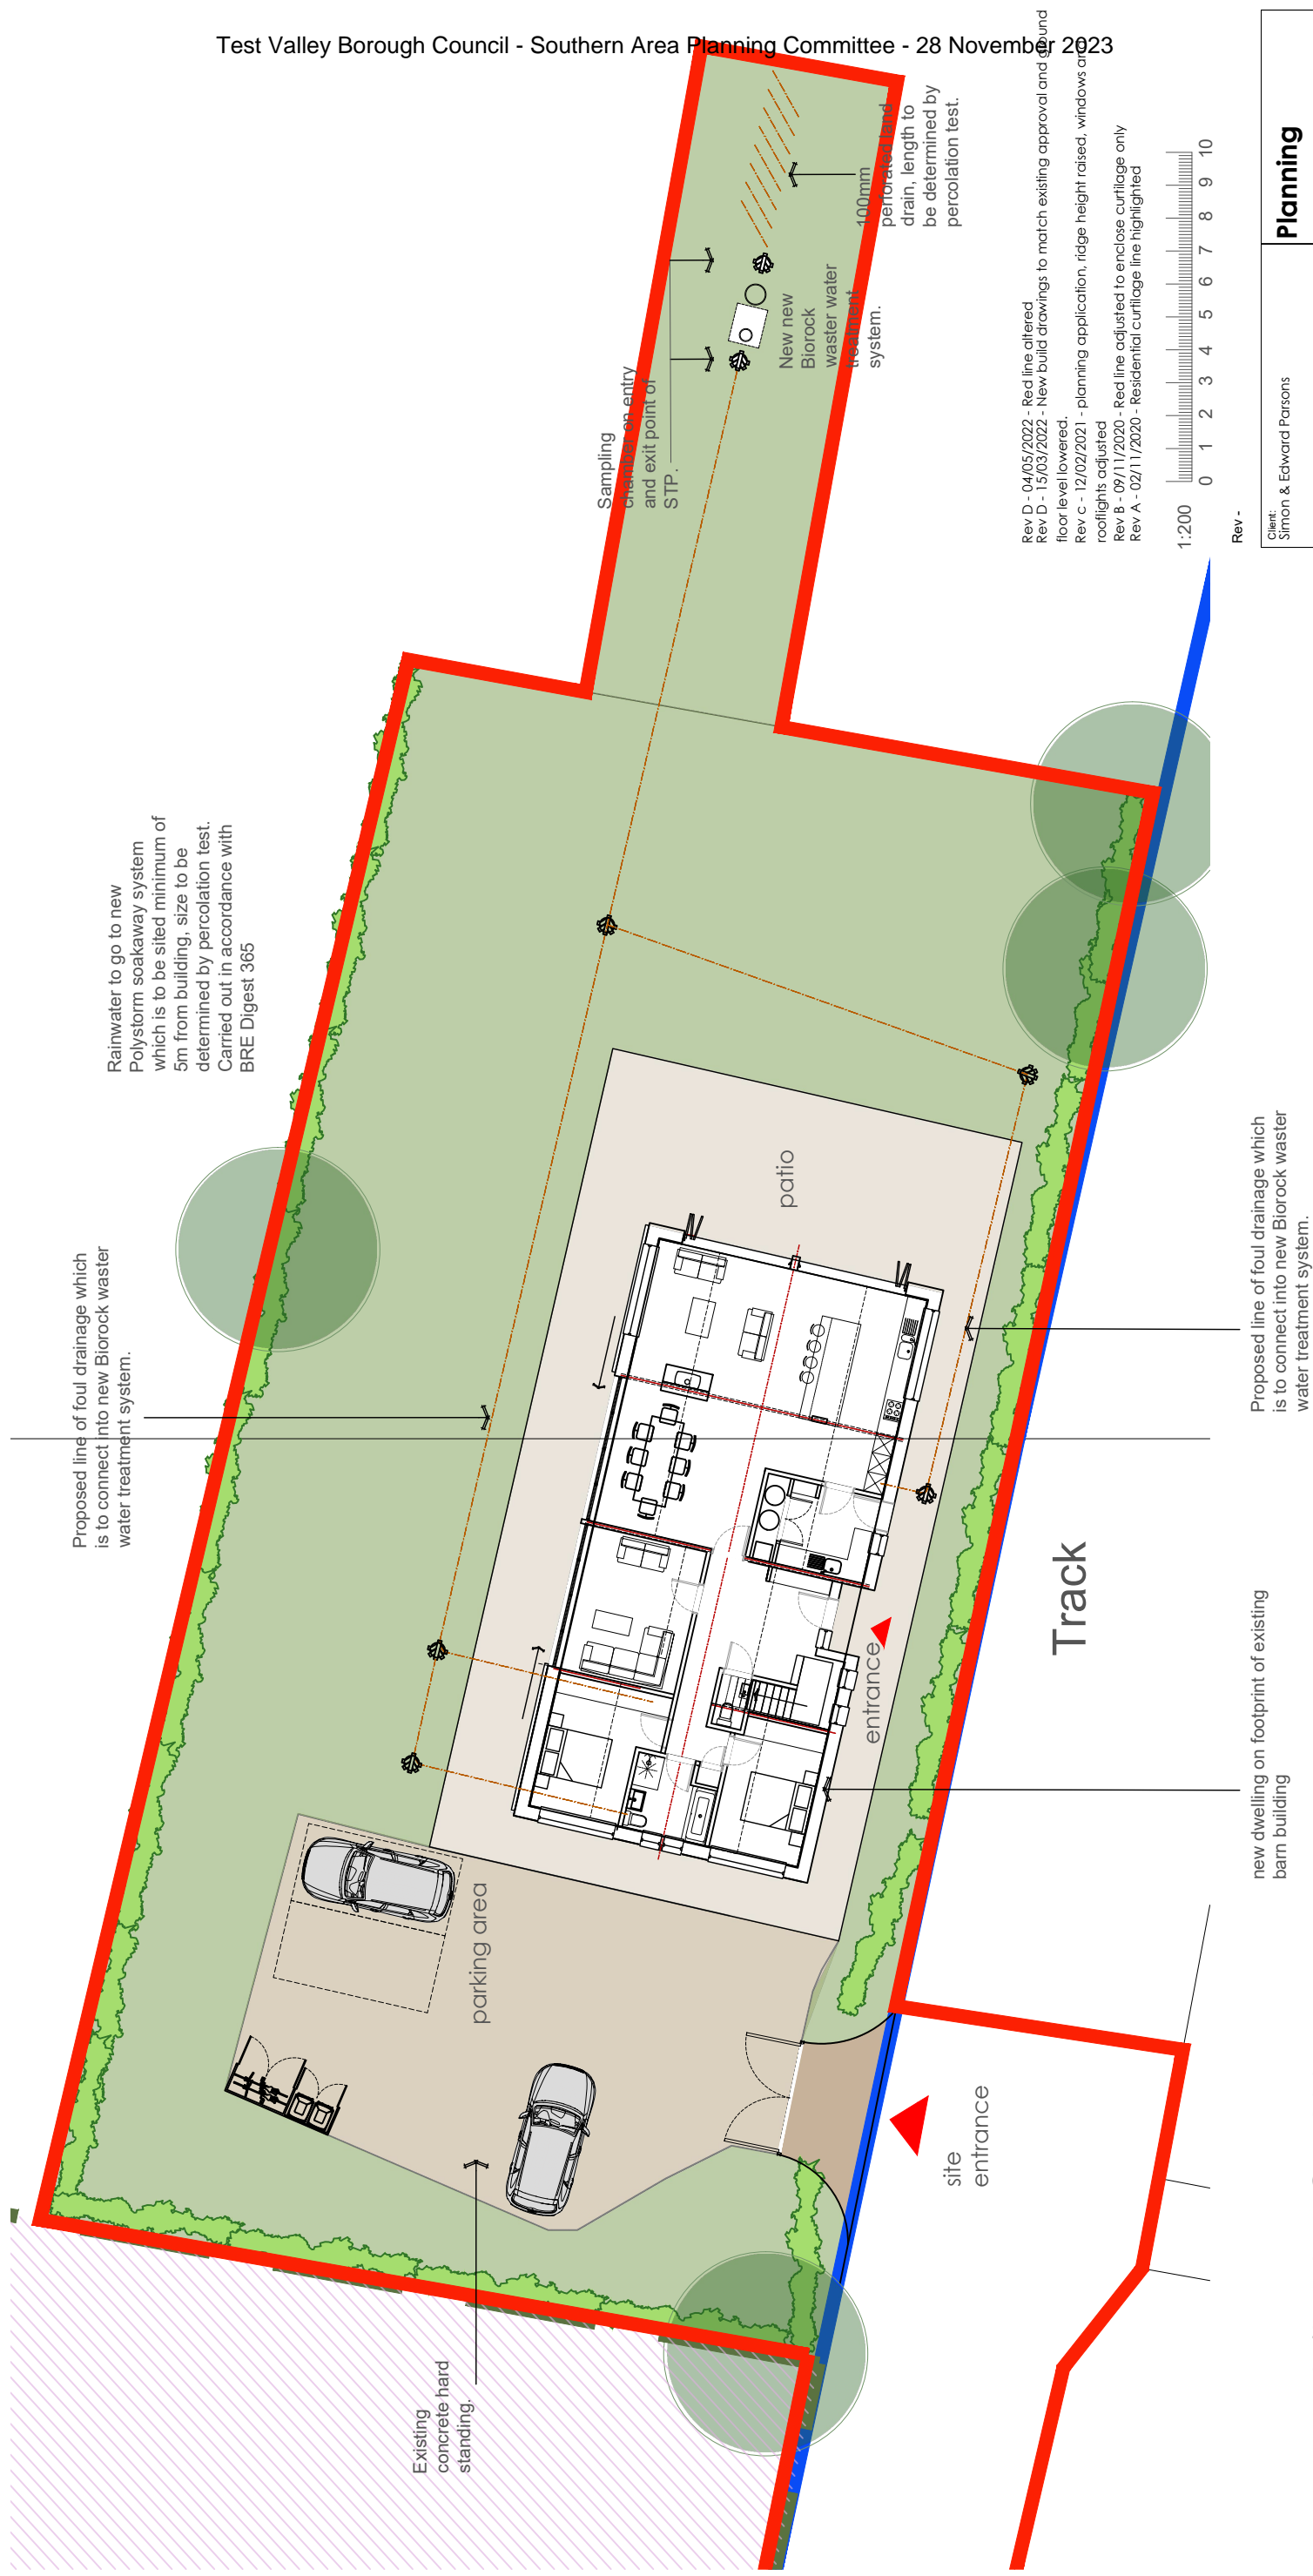 Test Valley Borough Council - Southern Area Planning Committee - 28 November 2023
Rainwater to go to new
Polystorm soakaway system
which is to be sited minimum of
5m from building, size to be
determined by percolation test.
Carried out in accordance with
BRE Digest 365
Proposed line of foul drainage which
is to connect into new Biorock waster
water treatment system.
Sampling
chamber on entry
and exit point of
STP.
New new
Biorock
waster water
treatment
system.
100mm
perforated land
drain, length to
be determined by
percolation test.
patio
parking area
entrance
Existing
concrete hard
standing.
site
entrance
Track
new dwelling on footprint of existing
barn building
Proposed line of foul drainage which
is to connect into new Biorock waster
water treatment system.
Rev D - 04/05/2022 - Red line altered
Rev D - 15/03/2022 - New build drawings to match existing approval and ground
floor level lowered.
Rev c - 12/02/2021 - planning application, ridge height raised, windows and
rooflights adjusted
Rev B - 09/11/2020 - Red line adjusted to enclose curtilage only
Rev A - 02/11/2020 - Residential curtilage line highlighted
1:200
0 1 2 3 4 5 6 7 8 9 10
Rev -
Client:
Simon & Edward Parsons
Planning